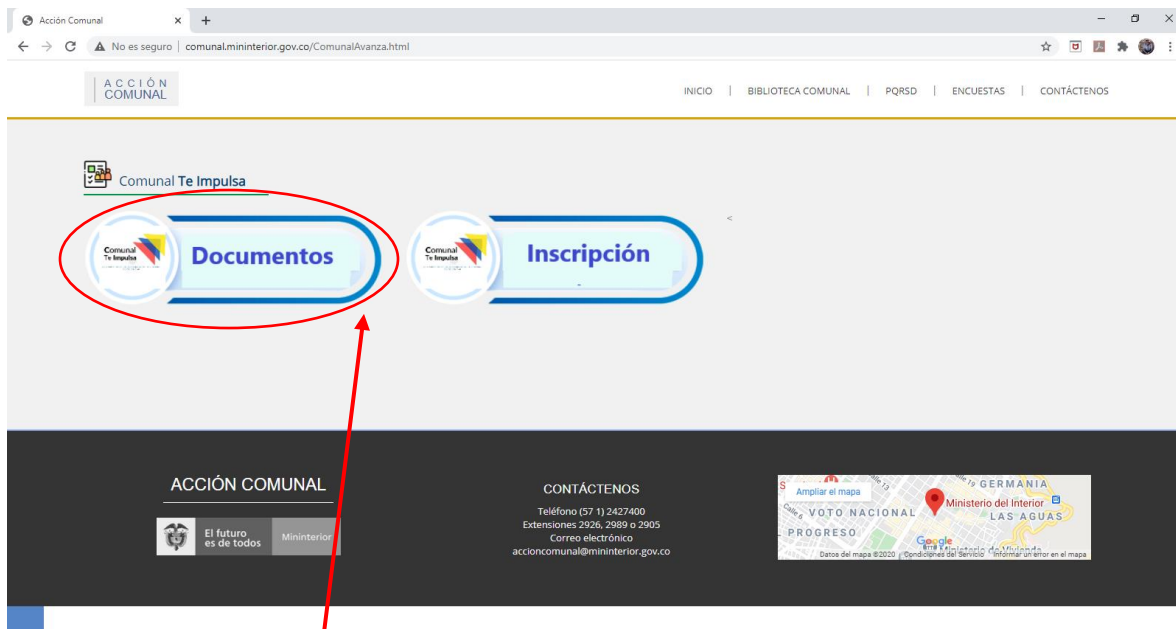 Acción Comunal
No es seguro | comunal.mininterior.gov.co/ComunalAvanza.html
ACCIÓN
COMUNAL
INICIO | BIBLIOTECA COMUNAL | PQRSD | ENCUESTAS | CONTÁCTENOS
Comunal Te Impulsa
Comunal
Te Impulsa
Documentos
Comunal
Te Impulsa
Inscripción
<
ACCIÓN COMUNAL
El futuro
es de todos
Mininterior
CONTÁCTENOS
Teléfono (57 1) 2427400
Extensiones 2926, 2989 o 2905
Correo electrónico
accioncomunal@mininterior.gov.co
Ampliar el mapa
GERMANIA
Ministerio del Interior
VOTO NACIONAL
LAS AGUAS
PROGRESO
Google
Ministerio de Vivienda
Datos del mapa ©2020
Condiciones del Servicio
Informar un error en el mapa